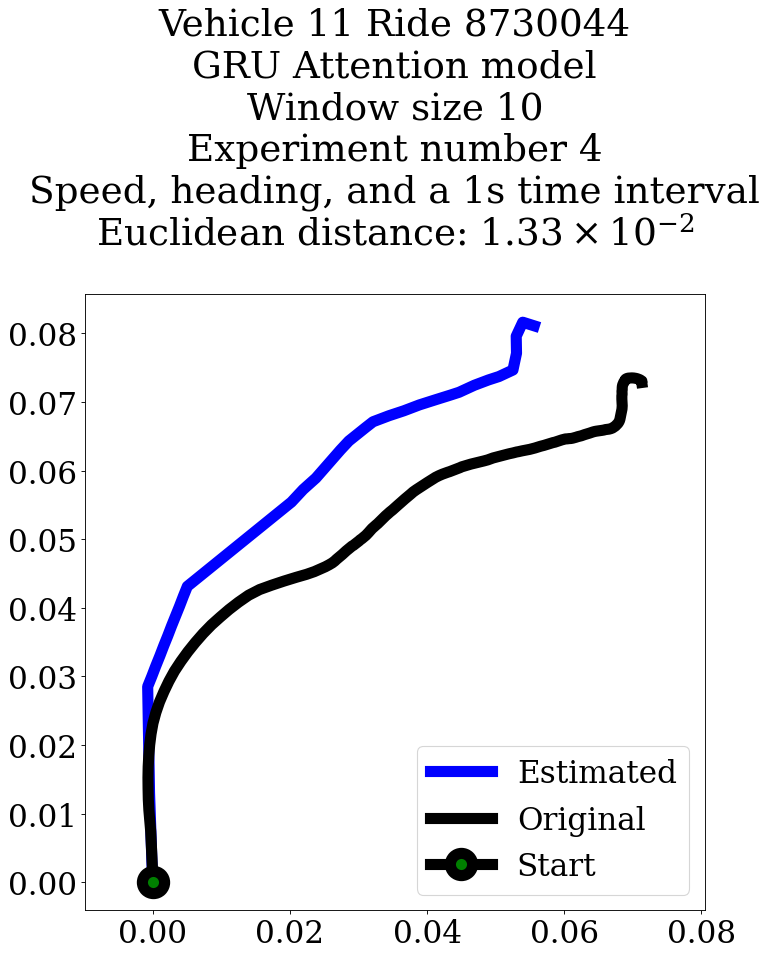 Vehicle 11 Ride 8730044
GRU Attention model
Window size 10
Experiment number 4
Speed, heading, and a 1s time interval
Euclidean distance: 1.33 × 10⁻²
0.08
0.07
0.06
0.05
0.04
0.03
0.02
0.01
0.00
Estimated
Original
Start
0.00 0.02 0.04 0.06 0.08